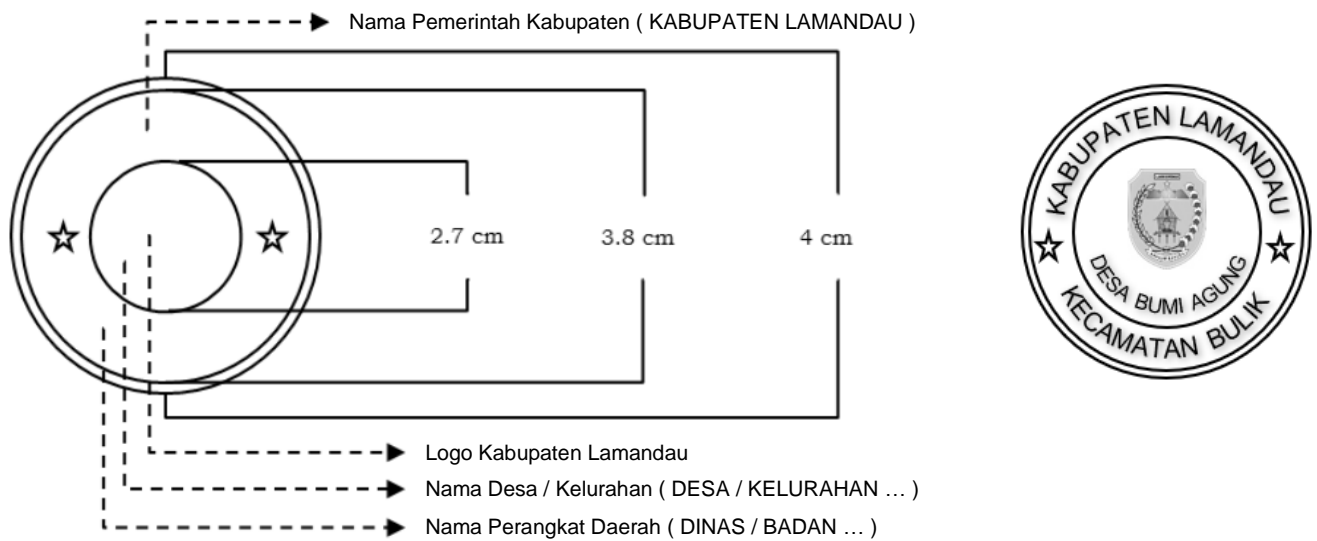 Nama Pemerintah Kabupaten ( KABUPATEN LAMANDAU )
2.7 cm
3.8 cm
4 cm
Logo Kabupaten Lamandau
Nama Desa / Kelurahan ( DESA / KELURAHAN … )
Nama Perangkat Daerah ( DINAS / BADAN … )
KABUPATEN LAMANDAU
DESA BUMI AGUNG
KECAMATAN BULIK